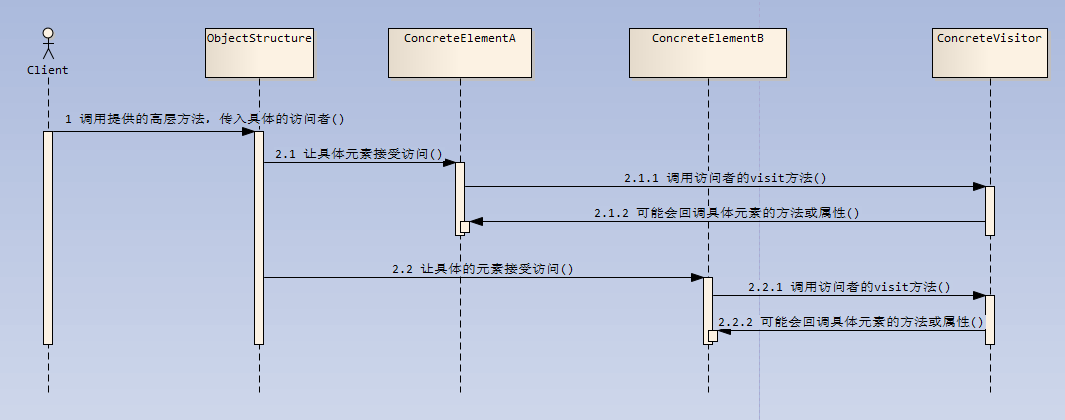 ObjectStructure
ConcreteElementA
ConcreteElementB
ConcreteVisitor
Client
1 调用提供的高层方法, 传入具体的访问者()
2.1 让具体元素接受访问()
2.1.1 调用访问者的visit方法()
2.1.2 可能会回调具体元素的方法或属性()
2.2 让具体的元素接受访问()
2.2.1 调用访问者的visit方法()
2.2.2 可能会回调具体元素的方法或属性()